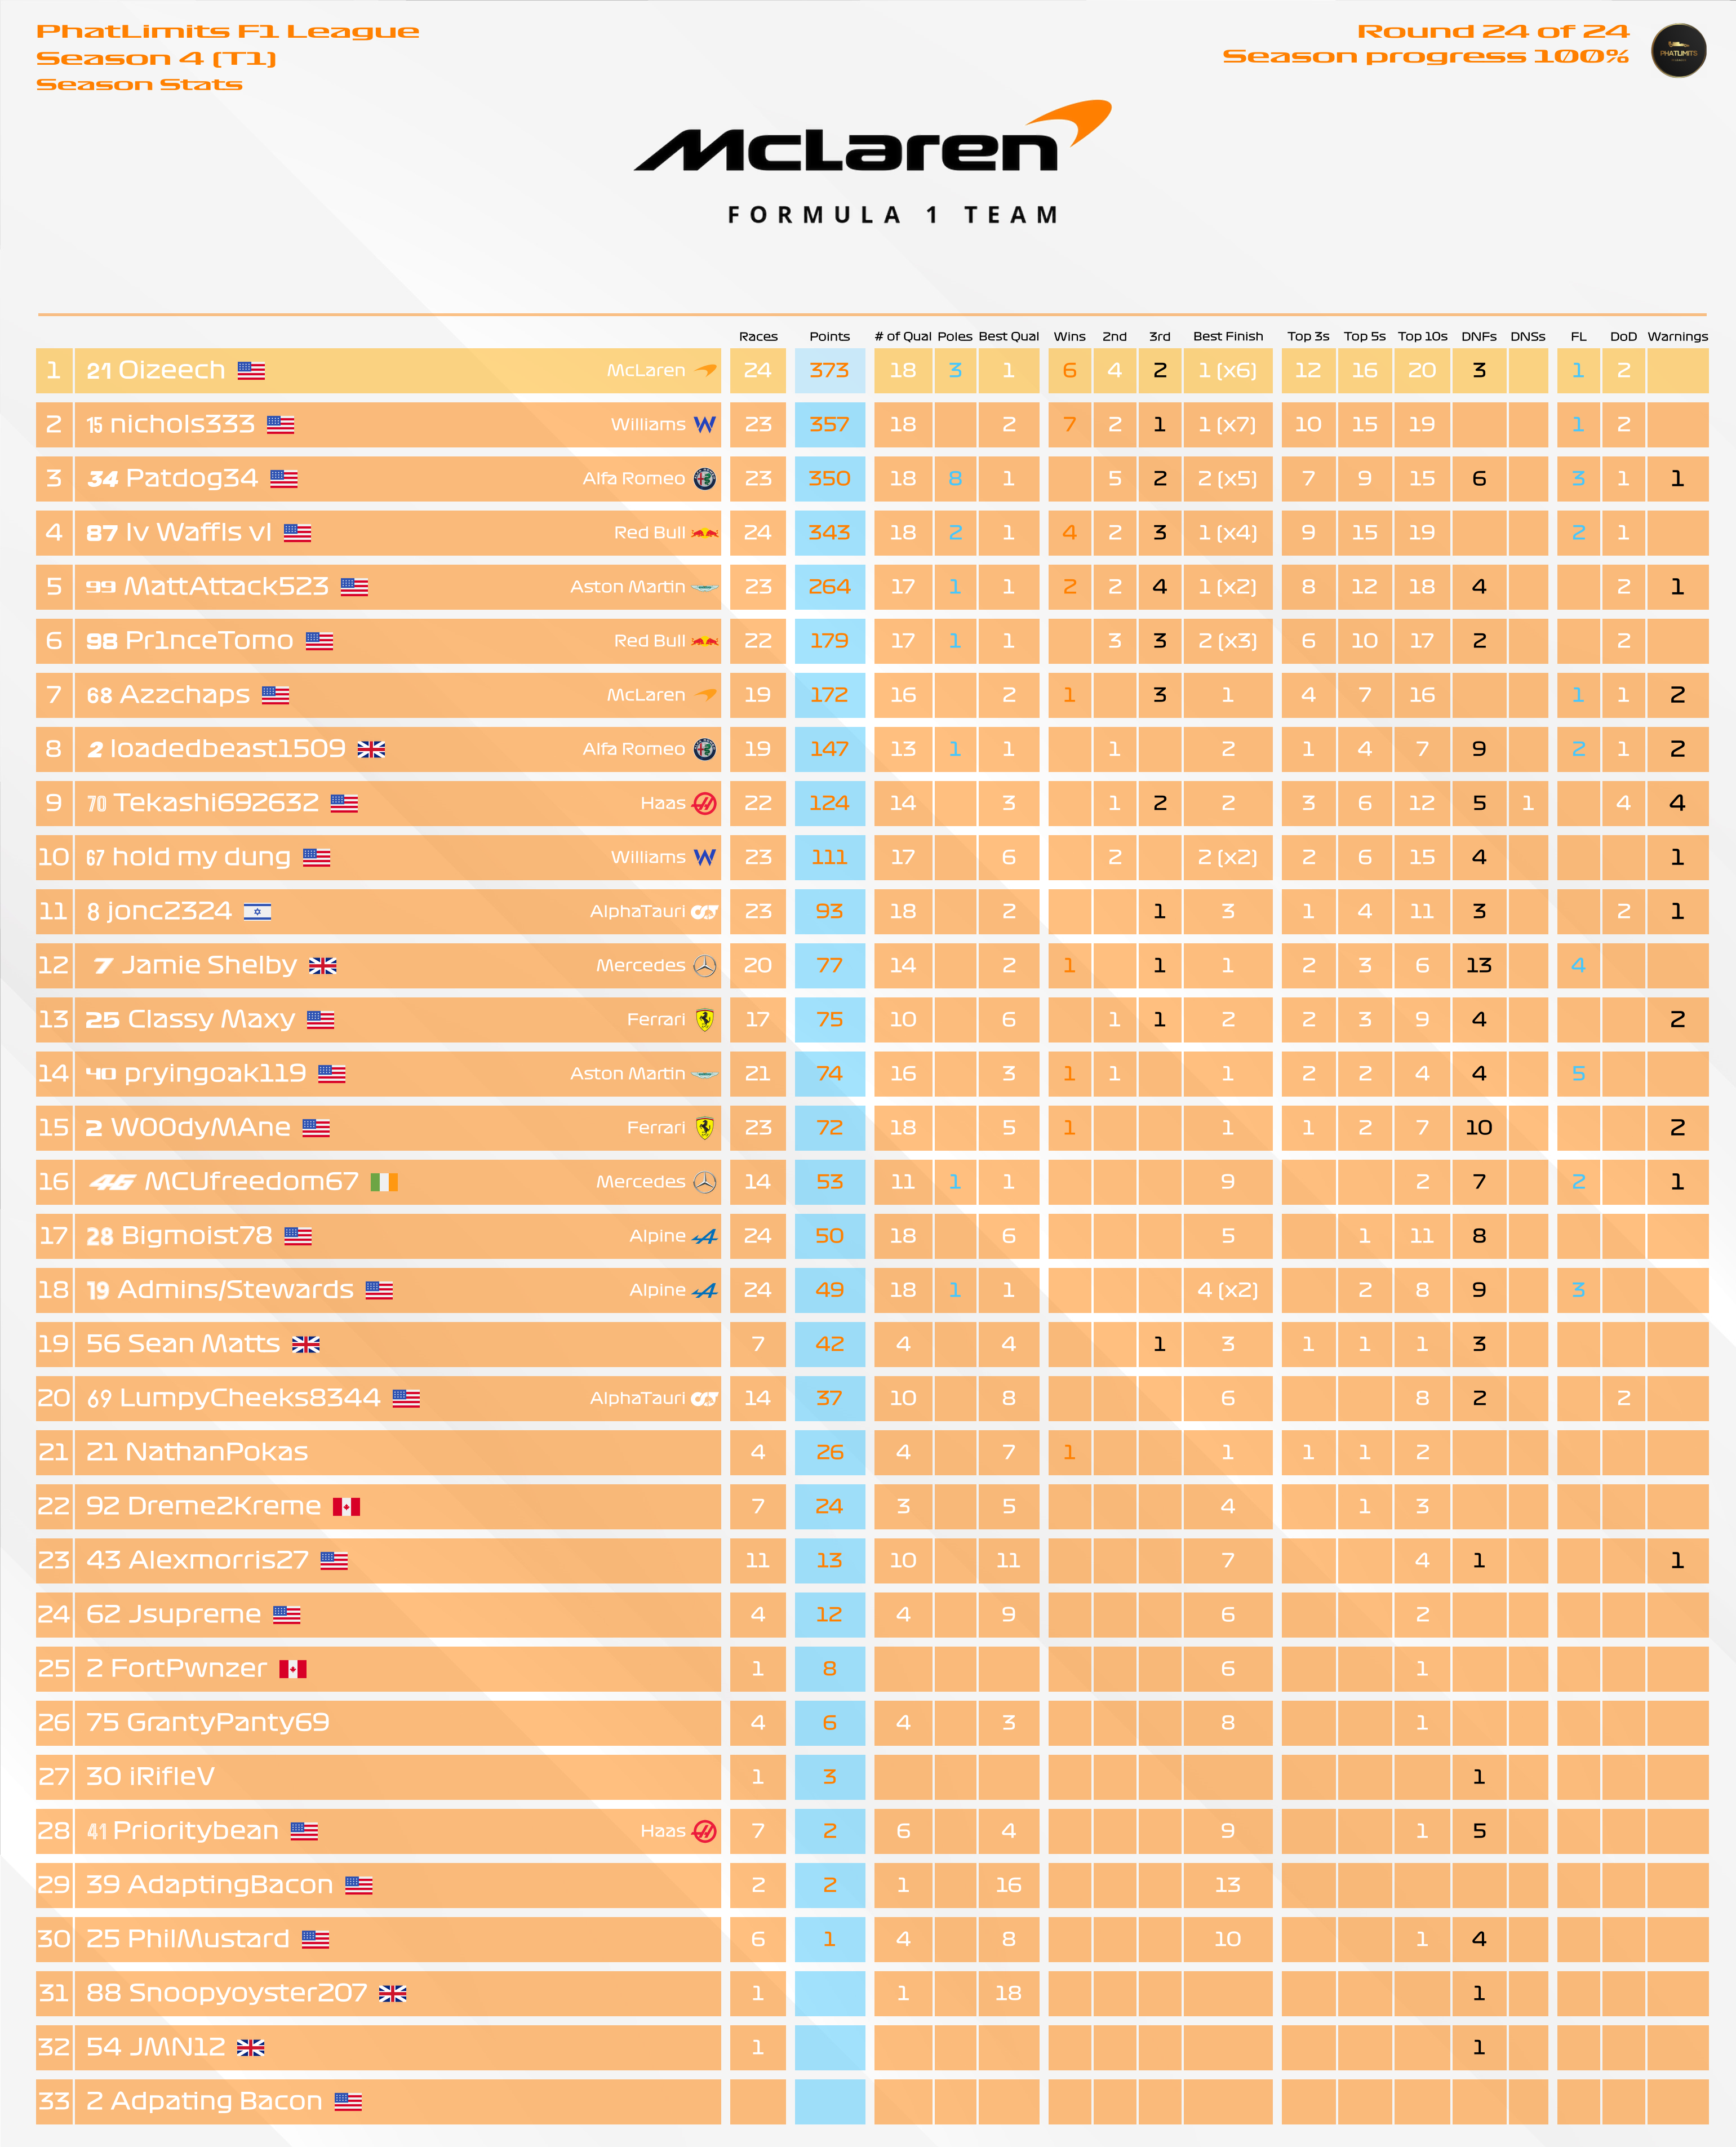 PhatLimits F1 League
Season 4 (T1)
Season Stats
Round 24 of 24
Season progress 100%
PHATLIMITS
McLaren
FORMULA 1 TEAM
Races Points # of Qual Poles Best Qual Wins 2nd 3rd Best Finish Top 3s Top 5s Top 10s DNFs DNSs FL DoD Warnings
1 21 Oizeech McLaren 24 373 18 3 1 6 4 2 1 (x6) 12 16 20 3 1 2
2 15 nichols333 Williams 23 357 18 2 7 2 1 1 (x7) 10 15 19 1 2
3 34 Patdog34 Alfa Romeo 23 350 18 8 1 5 2 2 (x5) 7 9 15 6 3 1 1
4 87 Iv Waffls vI Red Bull 24 343 18 2 1 4 2 3 1 (x4) 9 15 19 2 1
5 99 MattAttack523 Aston Martin 23 264 17 1 1 2 2 4 1 (x2) 8 12 18 4 2 1
6 98 Pr1nceTomo Red Bull 22 179 17 1 1 3 3 2 (x3) 6 10 17 2 2
7 68 Azzchaps McLaren 19 172 16 2 1 3 1 4 7 16 1 1 2
8 2 loadedbeast1509 Alfa Romeo 19 147 13 1 1 1 2 1 4 7 9 2 1 2
9 70 Tekashi692632 Haas 22 124 14 3 1 2 2 3 6 12 5 1 4 4
10 67 hold my dung Williams 23 111 17 6 2 2 (x2) 2 6 15 4 1
11 8 jonc2324 AlphaTauri 23 93 18 2 1 3 1 4 11 3 2 1
12 7 Jamie Shelby Mercedes 20 77 14 2 1 1 1 2 3 6 13 4
13 25 Classy Maxy Ferrari 17 75 10 6 1 1 2 2 3 9 4 2
14 40 pryingoak119 Aston Martin 21 74 16 3 1 1 1 2 2 4 4 5
15 2 W00dyMAne Ferrari 23 72 18 5 1 1 1 2 7 10 2
16 46 MCUfreedom67 Mercedes 14 53 11 1 1 9 2 7 2 1
17 28 Bigmoist78 Alpine 24 50 18 6 5 1 11 8
18 19 Admins/Stewards Alpine 24 49 18 1 1 4 (x2) 2 8 9 3
19 56 Sean Matts 7 42 4 4 1 3 1 1 1 3
20 69 LumpyCheeks8344 AlphaTauri 14 37 10 8 6 8 2 2
21 21 NathanPokas 4 26 4 7 1 1 1 1 2
22 92 Dreme2Kreme 7 24 3 5 4 1 3
23 43 Alexmorris27 11 13 10 11 7 4 1 1
24 62 Jsupreme 4 12 4 9 6 2
25 2 FortPwnzer 1 8 6 1
26 75 GrantyPanty69 4 6 4 3 8 1
27 30 iRifleV 1 3 1
28 41 Prioritybean Haas 7 2 6 4 9 1 5
29 39 AdaptingBacon 2 2 1 16 13
30 25 PhilMustard 6 1 4 8 10 1 4
31 88 Snoopyoyster207 1 1 18 1
32 54 JMN12 1 1
33 2 Adpating Bacon